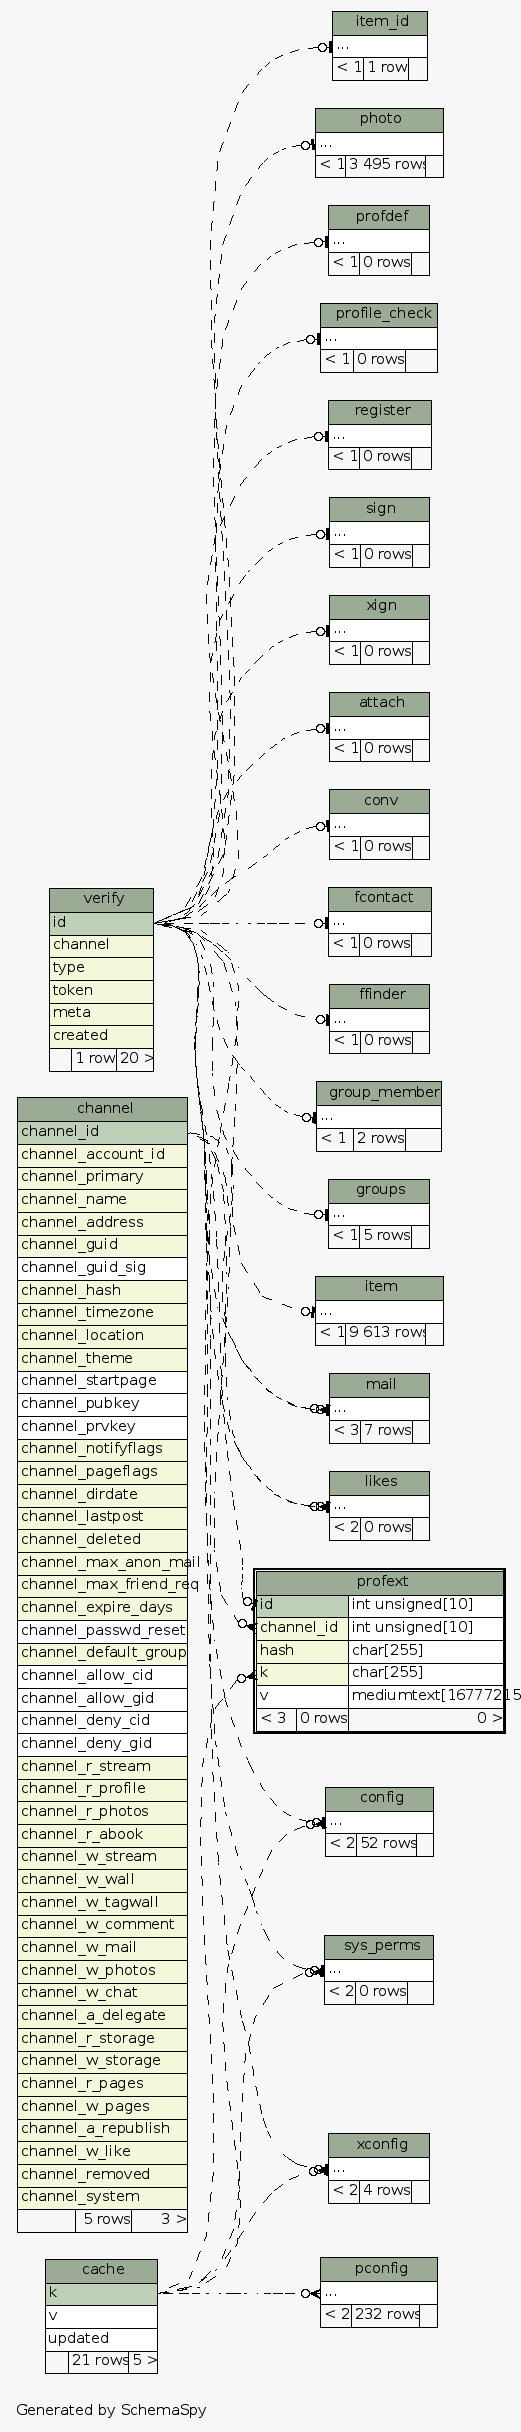 item_id
...
< 1 1 row
photo
...
< 1 3 495 rows
profdef
...
< 1 0 rows
profile_check
...
< 1 0 rows
register
...
< 1 0 rows
sign
...
< 1 0 rows
xign
...
< 1 0 rows
attach
...
< 1 0 rows
conv
...
< 1 0 rows
verify
id
channel
type
token
meta
created
1 row 20 >
fcontact
...
< 1 0 rows
ffinder
...
< 1 0 rows
group_member
...
< 1 2 rows
groups
...
< 1 5 rows
item
...
< 1 9 613 rows
mail
...
< 3 7 rows
likes
...
< 2 0 rows
channel
channel_id
channel_account_id
channel_primary
channel_name
channel_address
channel_guid
channel_guid_sig
channel_hash
channel_timezone
channel_location
channel_theme
channel_startpage
channel_pubkey
channel_prvkey
channel_notifyflags
channel_pageflags
channel_dirdate
channel_lastpost
channel_deleted
channel_max_anon_mail
channel_max_friend_req
channel_expire_days
channel_passwd_reset
channel_default_group
channel_allow_cid
channel_allow_gid
channel_deny_cid
channel_deny_gid
channel_r_stream
channel_r_profile
channel_r_photos
channel_r_abook
channel_w_stream
channel_w_wall
channel_w_tagwall
channel_w_comment
channel_w_mail
channel_w_photos
channel_w_chat
channel_a_delegate
channel_r_storage
channel_w_storage
channel_r_pages
channel_w_pages
channel_a_republish
channel_w_like
channel_removed
channel_system
5 rows 3 >
profext
id int unsigned[10]
channel_id int unsigned[10]
hash char[255]
k char[255]
v mediumtext[16777215
< 3 0 rows 0 >
config
...
< 2 52 rows
sys_perms
...
< 2 0 rows
xconfig
...
< 2 4 rows
pconfig
...
< 2 232 rows
cache
k
v
updated
21 rows 5 >
Generated by SchemaSpy